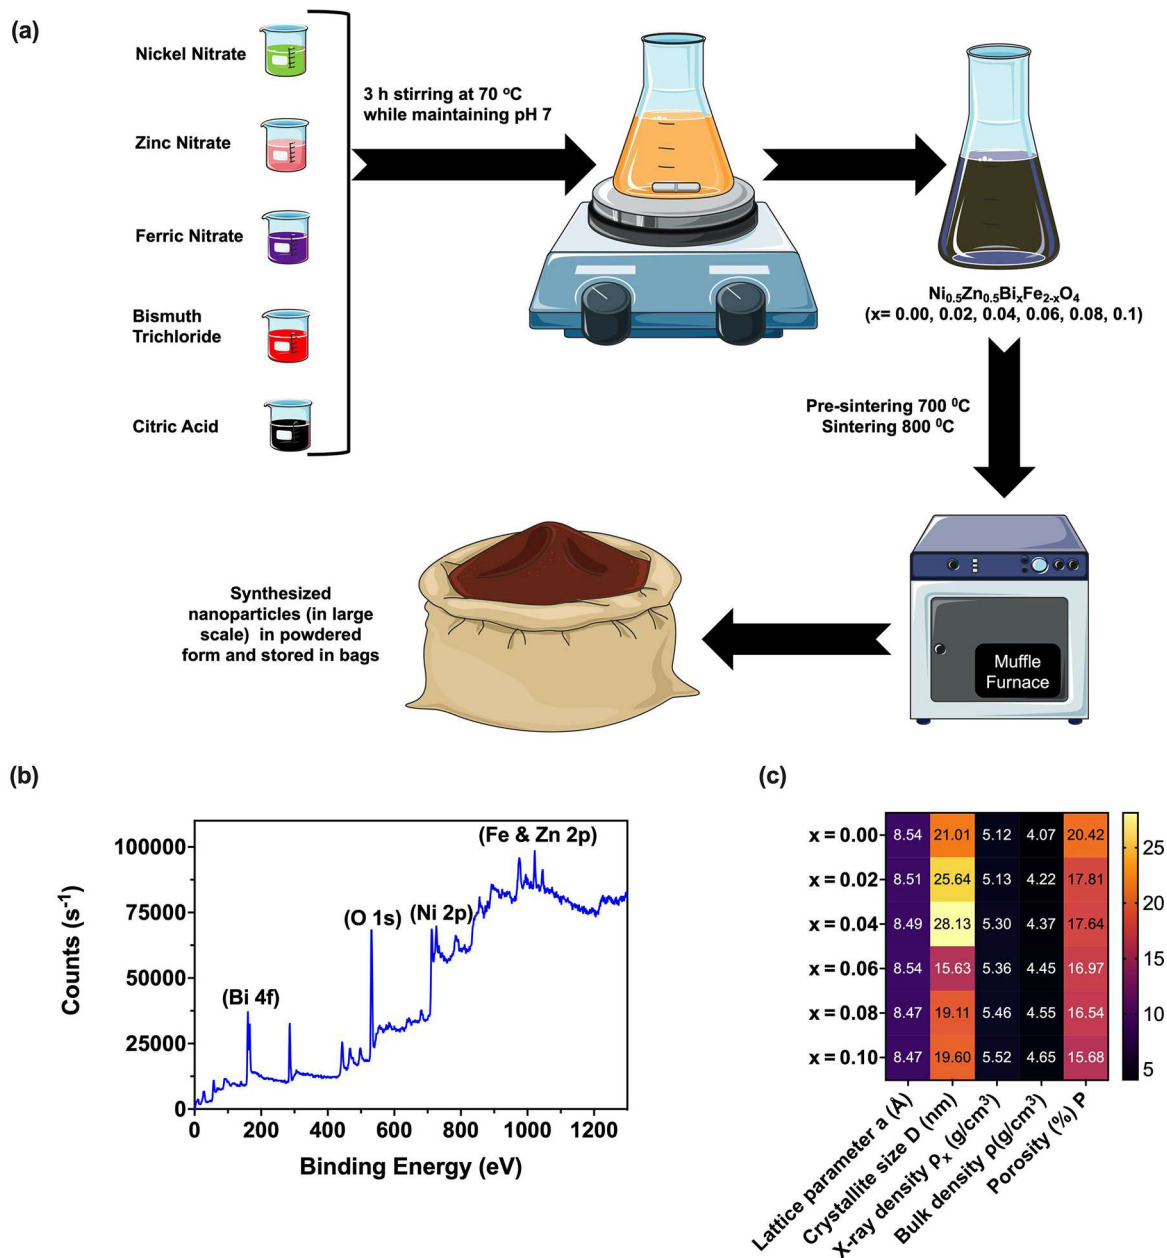 (a)
Nickel Nitrate
Zinc Nitrate
Ferric Nitrate
Bismuth
Trichloride
Citric Acid
3 h stirring at 70 ºC
while maintaining pH 7
Ni0.5Zn0.5BixFe2-xO4
(x= 0.00, 0.02, 0.04, 0.06, 0.08, 0.1)
Pre-sintering 700 ⁰C
Sintering 800 ⁰C
Muffle
Furnace
Synthesized
nanoparticles (in large
scale) in powdered
form and stored in bags
(b)
Counts (s⁻¹)
100000
75000
50000
25000
0
(Bi 4f)
(O 1s)
(Ni 2p)
(Fe & Zn 2p)
0 200 400 600 800 1000 1200
Binding Energy (eV)
(c)
x = 0.00 8.54 21.01 5.12 4.07 20.42
x = 0.02 8.51 25.64 5.13 4.22 17.81
x = 0.04 8.49 28.13 5.30 4.37 17.64
x = 0.06 8.54 15.63 5.36 4.45 16.97
x = 0.08 8.47 19.11 5.46 4.55 16.54
x = 0.10 8.47 19.60 5.52 4.65 15.68
Lattice parameter a (Å)
Crystallite size D (nm)
X-ray density ρx (g/cm³)
Bulk density ρ(g/cm³)
Porosity (%) P
25
20
15
10
5